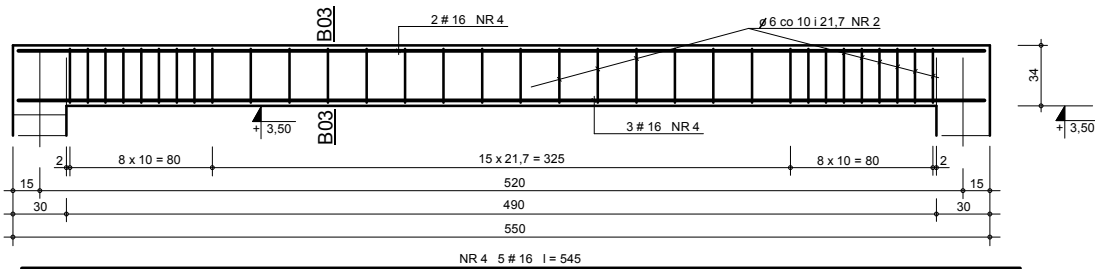 B03
2 # 16 NR 4
ø 6 co 10 i 21,7 NR 2
34
+ 3,50
B03
3 # 16 NR 4
+ 3,50
2
8 x 10 = 80
15 x 21,7 = 325
8 x 10 = 80
2
15
520
15
30
490
30
550
NR 4 5 # 16 l = 545